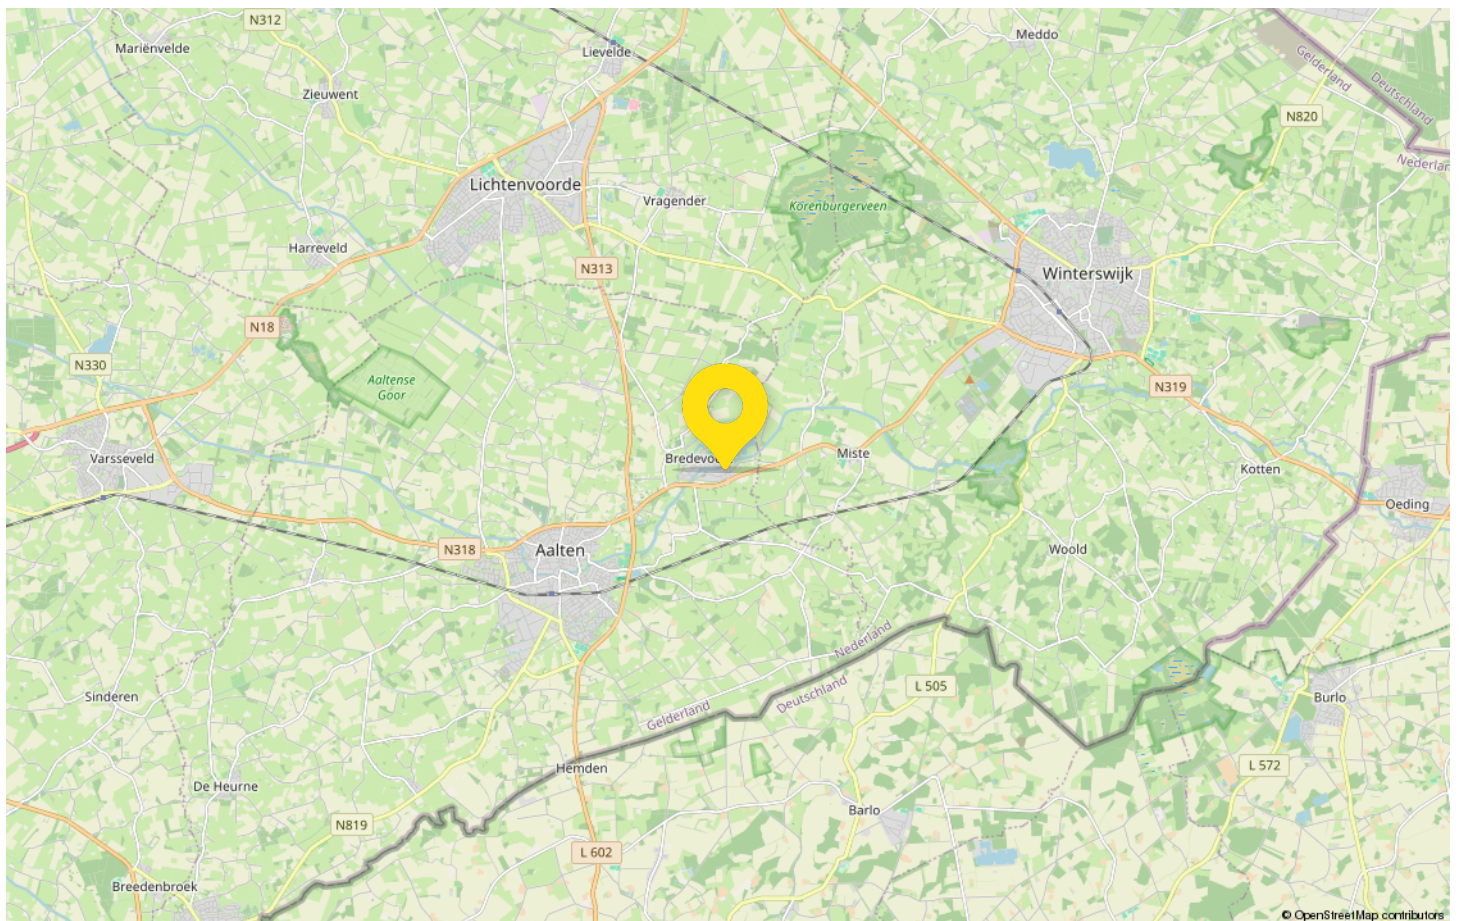 N312
Mariënvelde
Lievelde
Meddo
Gelderland
Deutschland
Zieuwent
N820
Nederlan
Lichtenvoorde
Vragender
Korenburgerveen
Harreveld
N313
Winterswijk
N18
N330
Aaltense
Goor
N319
Varsseveld
Bredevo
Miste
Kotten
Oeding
N318
Aalten
Woold
Nederland
Deutschland
Gelderland
L 505
Sinderen
Burlo
De Heurne
Hemden
L 572
Barlo
N819
L 602
Breedenbroek
© OpenStreetMap contributors